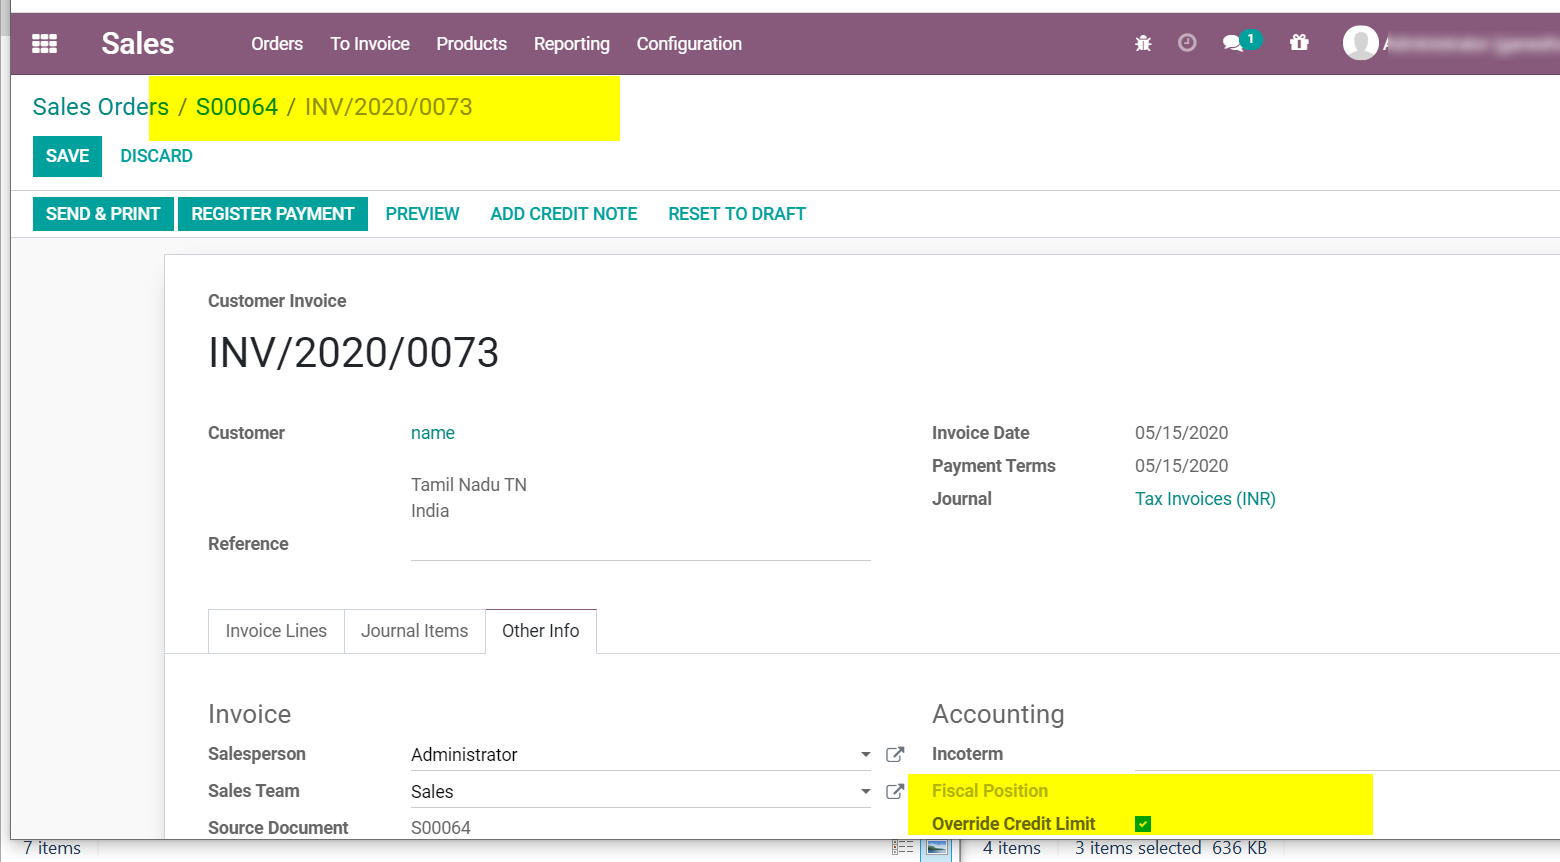 Sales Orders To Invoice Products Reporting Configuration 1
Sales Orders / S00064 / INV/2020/0073
SAVE DISCARD
SEND & PRINT REGISTER PAYMENT PREVIEW ADD CREDIT NOTE RESET TO DRAFT
Customer Invoice
INV/2020/0073
Customer name Invoice Date 05/15/2020
Payment Terms 05/15/2020
Tamil Nadu TN
India
Journal Tax Invoices (INR)
Reference
Invoice Lines Journal Items Other Info
Invoice Accounting
Salesperson Administrator Incoterm
Sales Team Sales Fiscal Position
Source Document S00064 Override Credit Limit
7 items 4 items 3 items selected 636 KB